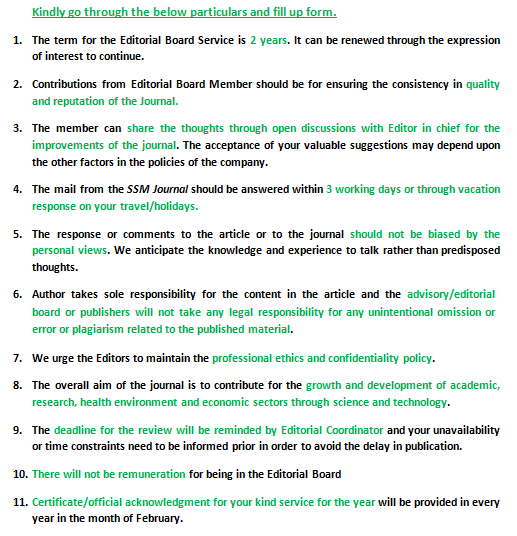 Kindly go through the below particulars and fill up form.
1. The term for the Editorial Board Service is 2 years. It can be renewed through the expression
of interest to continue.
2. Contributions from Editorial Board Member should be for ensuring the consistency in quality
and reputation of the Journal.
3. The member can share the thoughts through open discussions with Editor in chief for the
improvements of the journal. The acceptance of your valuable suggestions may depend upon
the other factors in the policies of the company.
4. The mail from the SSM Journal should be answered within 3 working days or through vacation
response on your travel/holidays.
5. The response or comments to the article or to the journal should not be biased by the
personal views. We anticipate the knowledge and experience to talk rather than predisposed
thoughts.
6. Author takes sole responsibility for the content in the article and the advisory/editorial
board or publishers will not take any legal responsibility for any unintentional omission or
error or plagiarism related to the published material.
7. We urge the Editors to maintain the professional ethics and confidentiality policy.
8. The overall aim of the journal is to contribute for the growth and development of academic,
research, health environment and economic sectors through science and technology.
9. The deadline for the review will be reminded by Editorial Coordinator and your unavailability
or time constraints need to be informed prior in order to avoid the delay in publication.
10. There will not be remuneration for being in the Editorial Board
11. Certificate/official acknowledgment for your kind service for the year will be provided in every
year in the month of February.